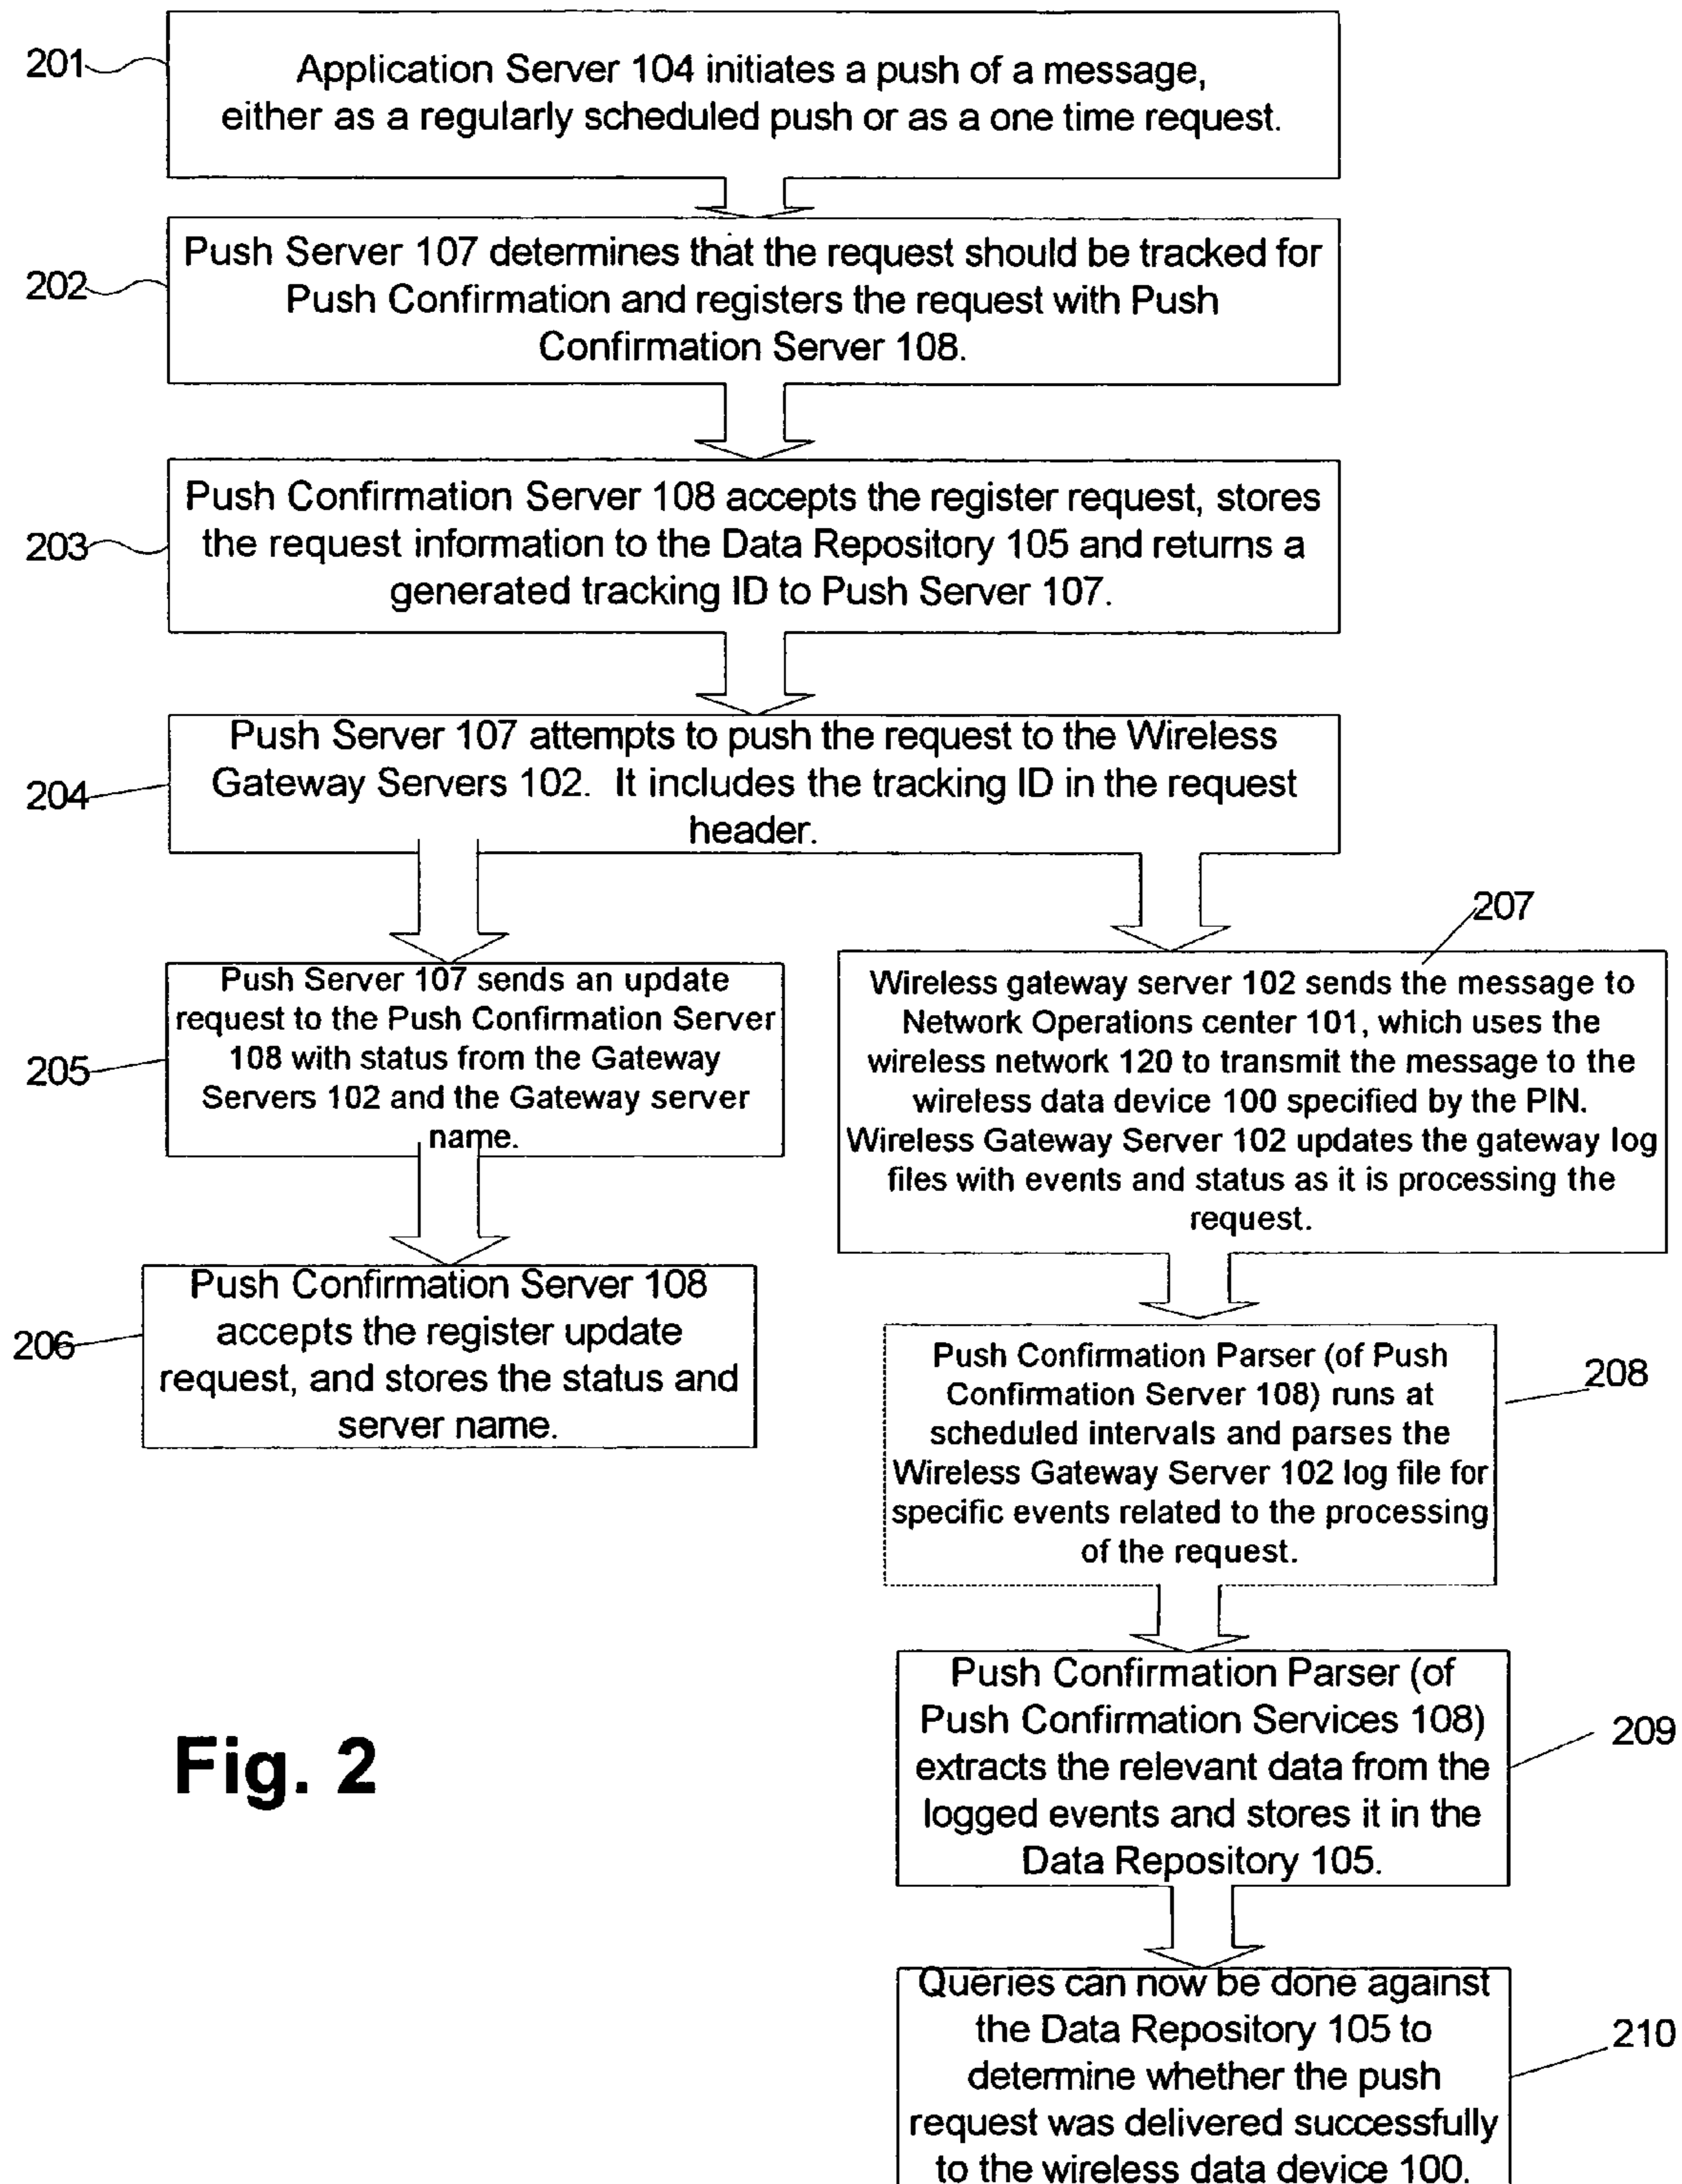 201
Application Server 104 initiates a push of a message,
either as a regularly scheduled push or as a one time request.
202
Push Server 107 determines that the request should be tracked for
Push Confirmation and registers the request with Push
Confirmation Server 108.
203
Push Confirmation Server 108 accepts the register request, stores
the request information to the Data Repository 105 and returns a
generated tracking ID to Push Server 107.
204
Push Server 107 attempts to push the request to the Wireless
Gateway Servers 102. It includes the tracking ID in the request
header.
205
Push Server 107 sends an update
request to the Push Confirmation Server
108 with status from the Gateway
Servers 102 and the Gateway server
name.
206
Push Confirmation Server 108
accepts the register update
request, and stores the status and
server name.
207
Wireless gateway server 102 sends the message to
Network Operations center 101, which uses the
wireless network 120 to transmit the message to the
wireless data device 100 specified by the PIN.
Wireless Gateway Server 102 updates the gateway log
files with events and status as it is processing the
request.
208
Push Confirmation Parser (of Push
Confirmation Server 108) runs at
scheduled intervals and parses the
Wireless Gateway Server 102 log file for
specific events related to the processing
of the request.
209
Push Confirmation Parser (of
Push Confirmation Services 108)
extracts the relevant data from the
logged events and stores it in the
Data Repository 105.
210
Queries can now be done against
the Data Repository 105 to
determine whether the push
request was delivered successfully
to the wireless data device 100.
Fig. 2